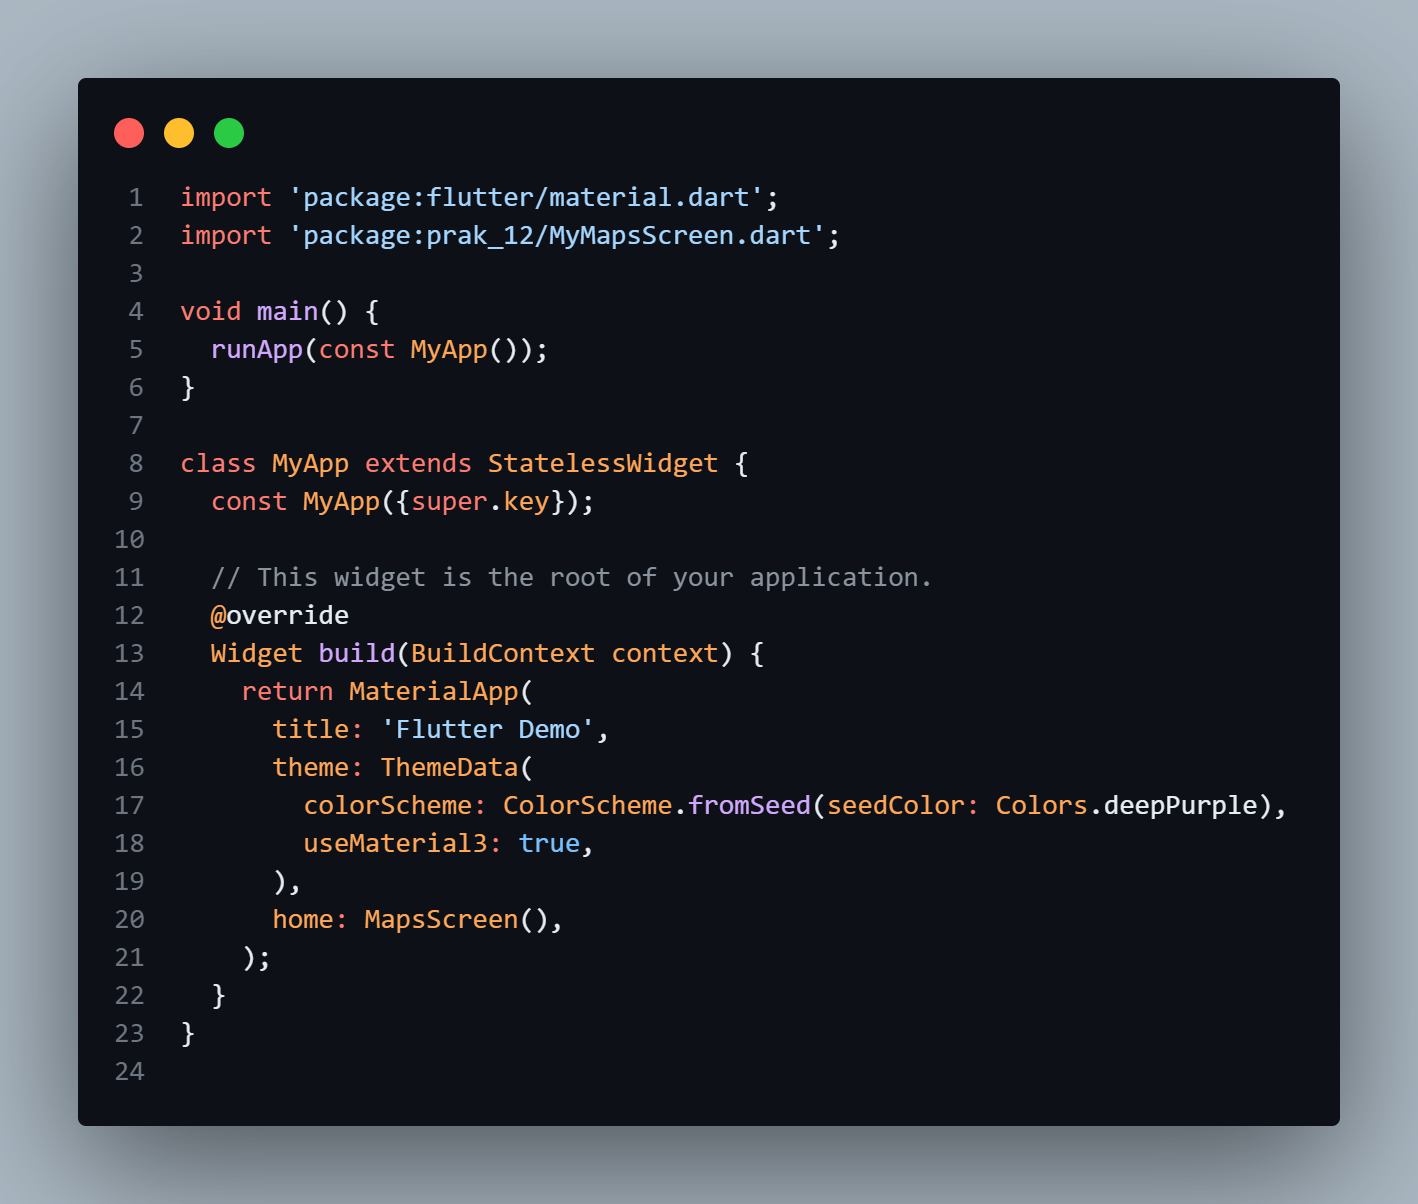 1 import 'package:flutter/material.dart';
2 import 'package:prak_12/MyMapsScreen.dart';
3
4 void main() {
5   runApp(const MyApp());
6 }
7
8 class MyApp extends StatelessWidget {
9   const MyApp({super.key});
10
11   // This widget is the root of your application.
12   @override
13   Widget build(BuildContext context) {
14     return MaterialApp(
15       title: 'Flutter Demo',
16       theme: ThemeData(
17         colorScheme: ColorScheme.fromSeed(seedColor: Colors.deepPurple),
18         useMaterial3: true,
19       ),
20       home: MapsScreen(),
21     );
22   }
23 }
24